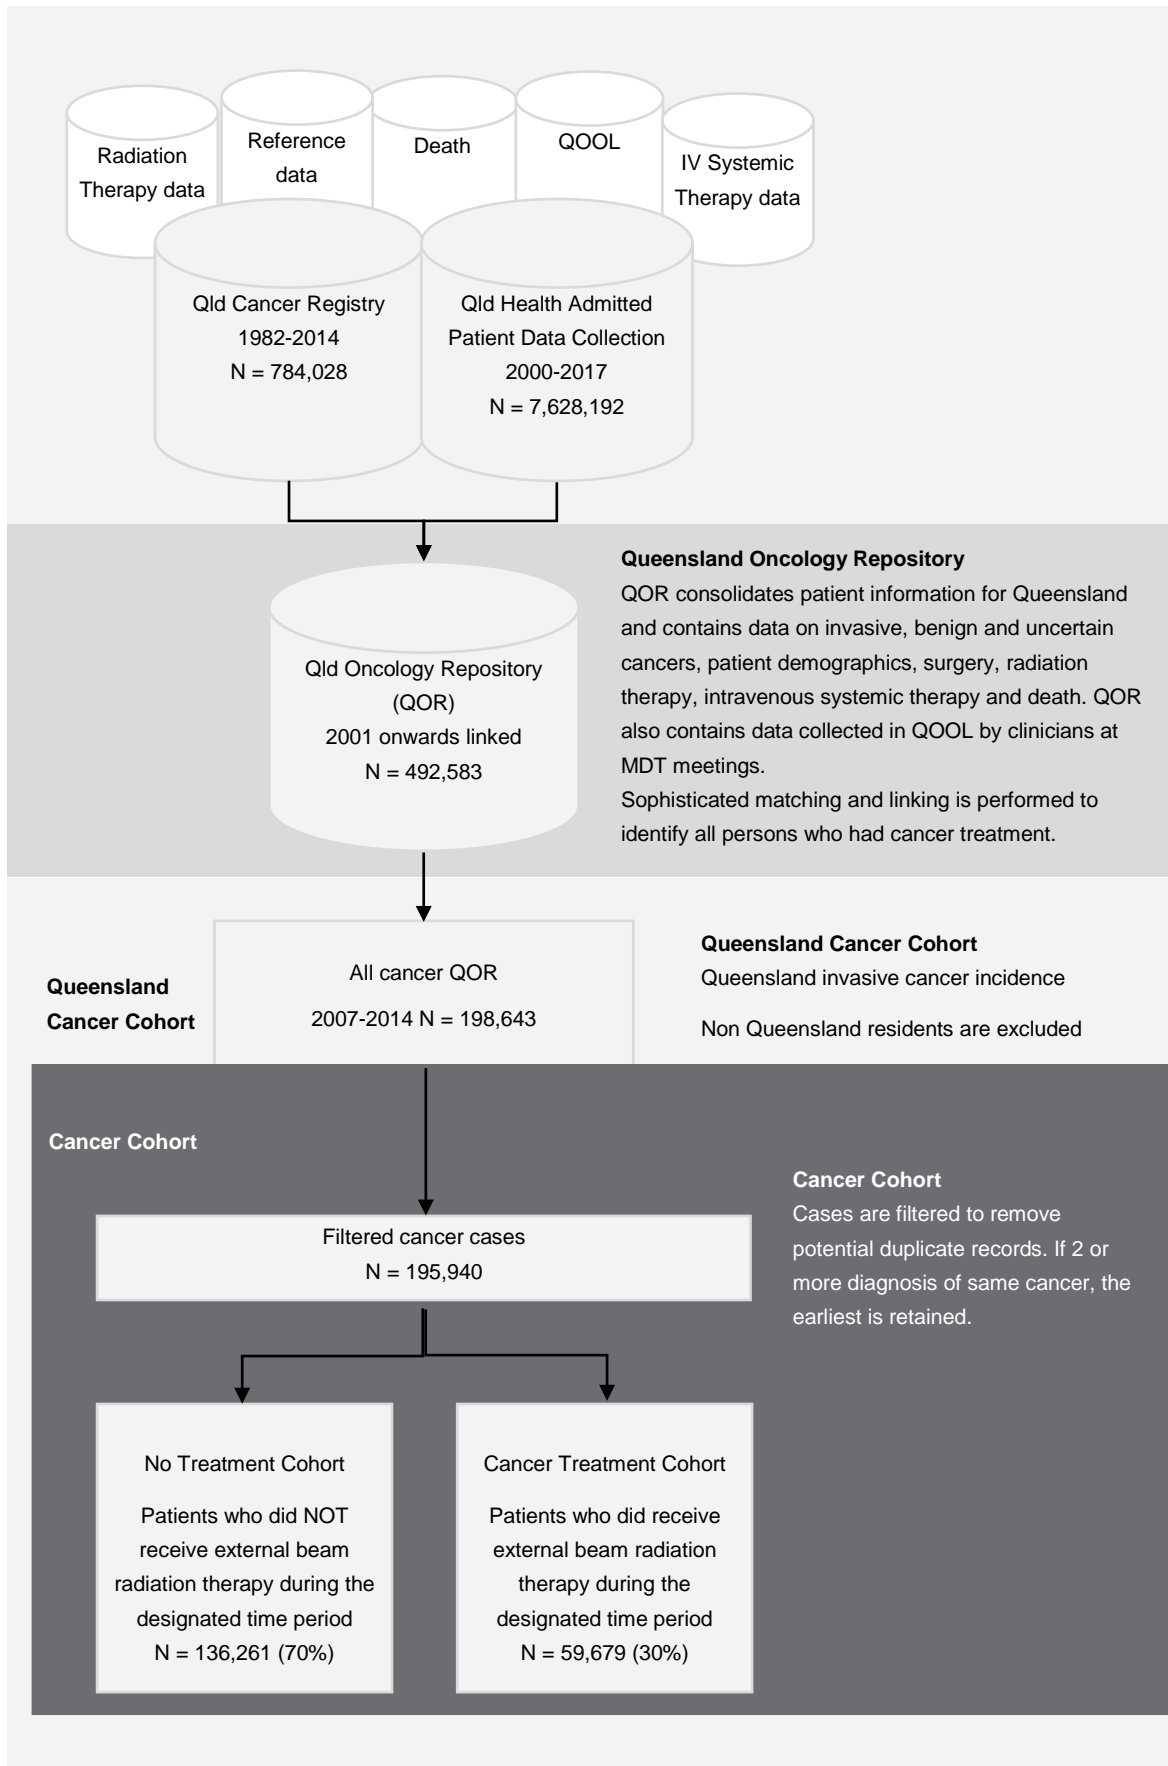 Radiation
Therapy data
Reference
data
Death
QOOL
IV Systemic
Therapy data
Qld Cancer Registry
1982-2014
N = 784,028
Qld Health Admitted
Patient Data Collection
2000-2017
N = 7,628,192
Qld Oncology Repository
(QOR)
2001 onwards linked
N = 492,583
Queensland Oncology Repository
QOR consolidates patient information for Queensland
and contains data on invasive, benign and uncertain
cancers, patient demographics, surgery, radiation
therapy, intravenous systemic therapy and death. QOR
also contains data collected in QOOL by clinicians at
MDT meetings.
Sophisticated matching and linking is performed to
identify all persons who had cancer treatment.
Queensland
Cancer Cohort
All cancer QOR
2007-2014 N = 198,643
Queensland Cancer Cohort
Queensland invasive cancer incidence
Non Queensland residents are excluded
Cancer Cohort
Filtered cancer cases
N = 195,940
Cancer Cohort
Cases are filtered to remove
potential duplicate records. If 2 or
more diagnosis of same cancer, the
earliest is retained.
No Treatment Cohort
Patients who did NOT
receive external beam
radiation therapy during the
designated time period
N = 136,261 (70%)
Cancer Treatment Cohort
Patients who did receive
external beam radiation
therapy during the
designated time period
N = 59,679 (30%)